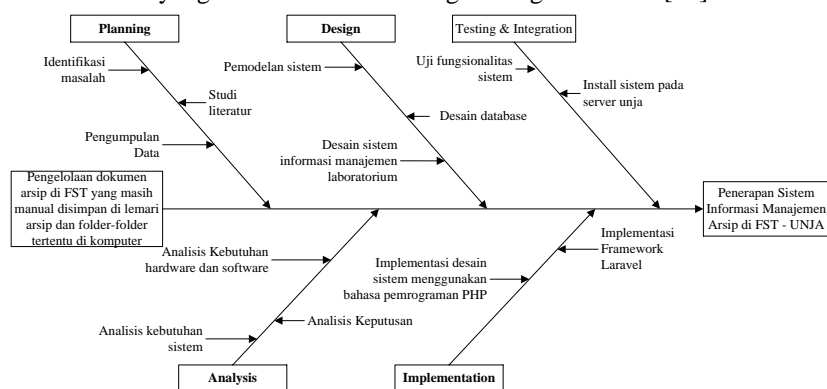 Planning
Design
Testing & Integration
Identifikasi
masalah
Studi
literatur
Pengumpulan
Data
Pemodelan sistem
Desain database
Desain sistem
informasi manajemen
laboratorium
Uji fungsionalitas
sistem
Install sistem pada
server unja
Pengelolaan dokumen
arsip di FST yang masih
manual disimpan di lemari
arsip dan folder-folder
tertentu di komputer
Penerapan Sistem
Informasi Manajemen
Arsip di FST - UNJA
Analisis Kebutuhan
hardware dan software
Analisis Keputusan
Analisis kebutuhan
sistem
Implementasi
Framework
Laravel
Implementasi desain
sistem menggunakan
bahasa pemrograman PHP
Analysis
Implementation